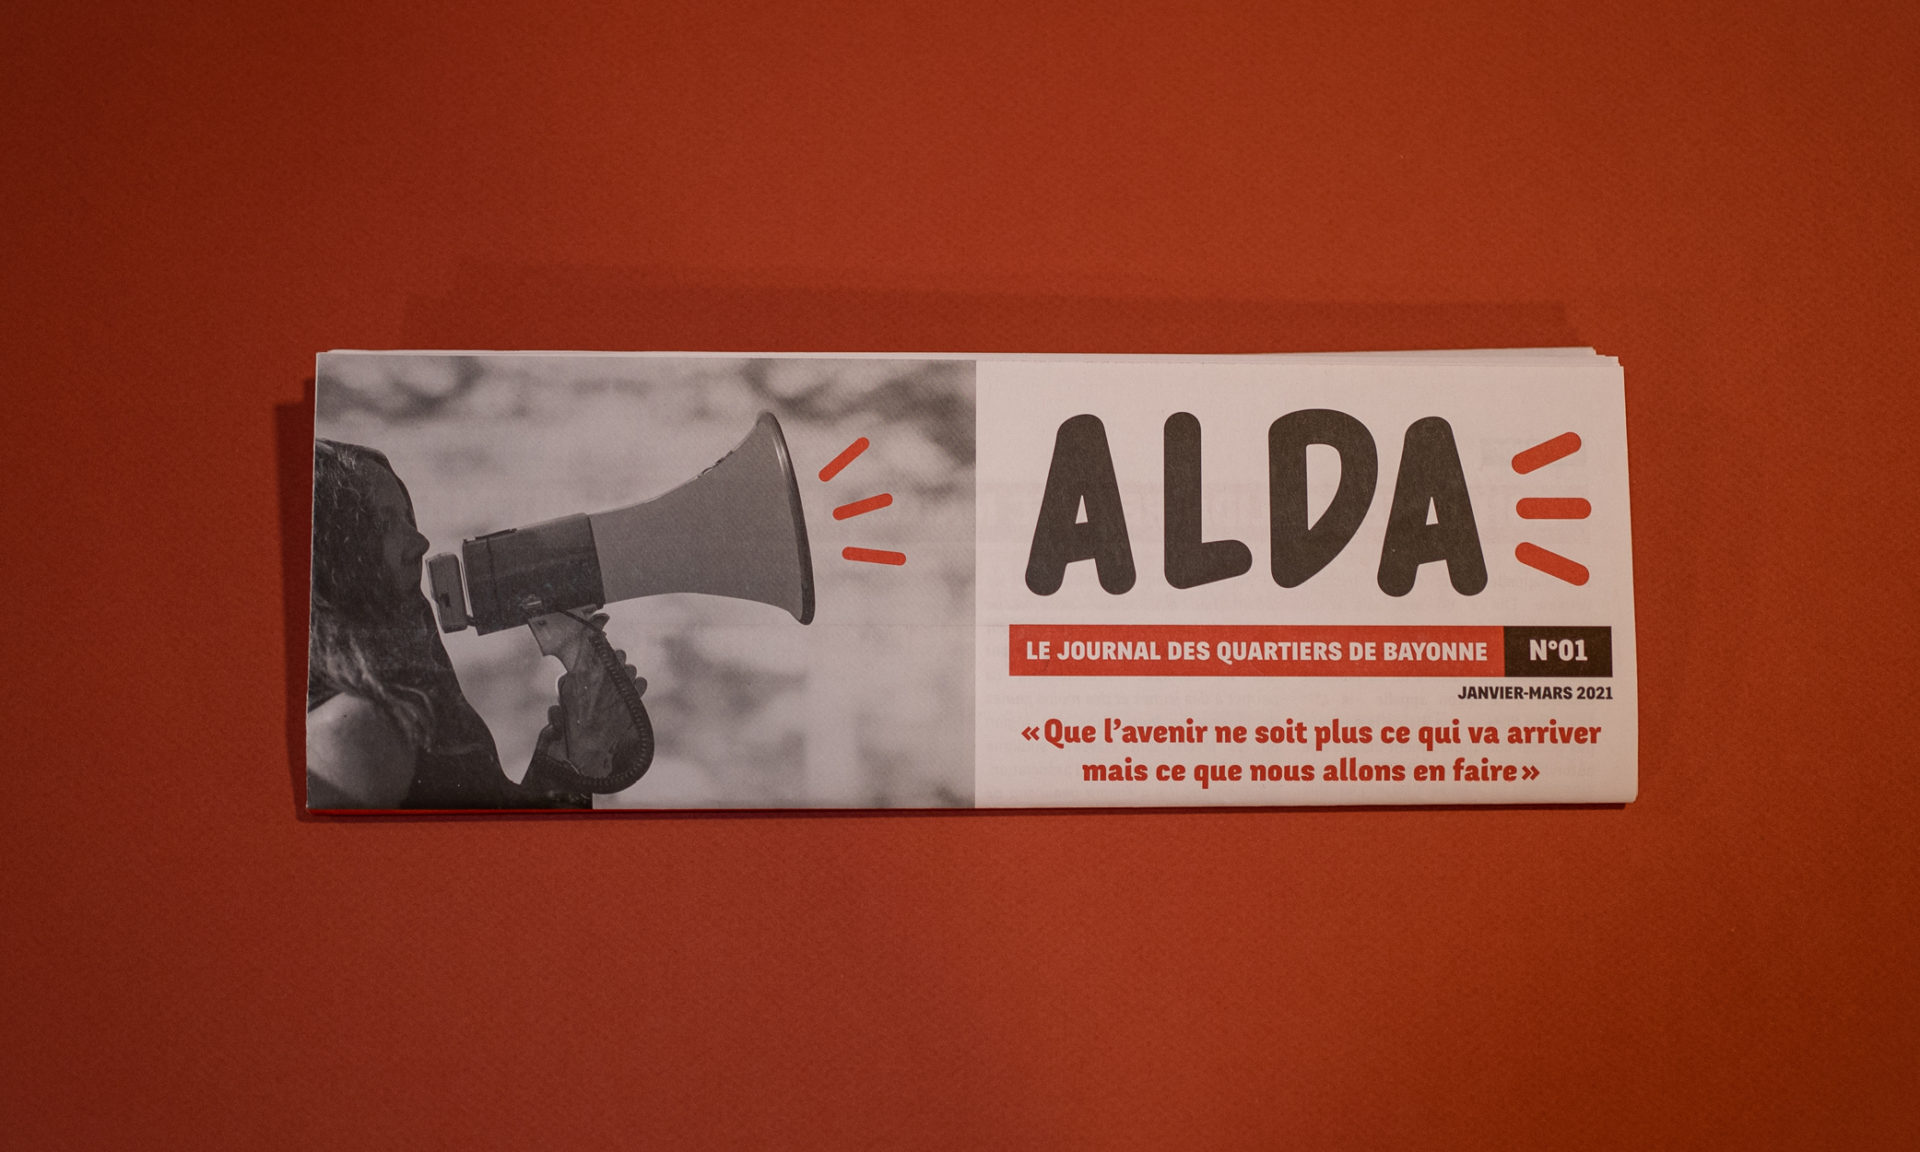 ALDA
LE JOURNAL DES QUARTIERS DE BAYONNE N°01
JANVIER-MARS 2021
«Que l’avenir ne soit plus ce qui va arriver
mais ce que nous allons en faire»